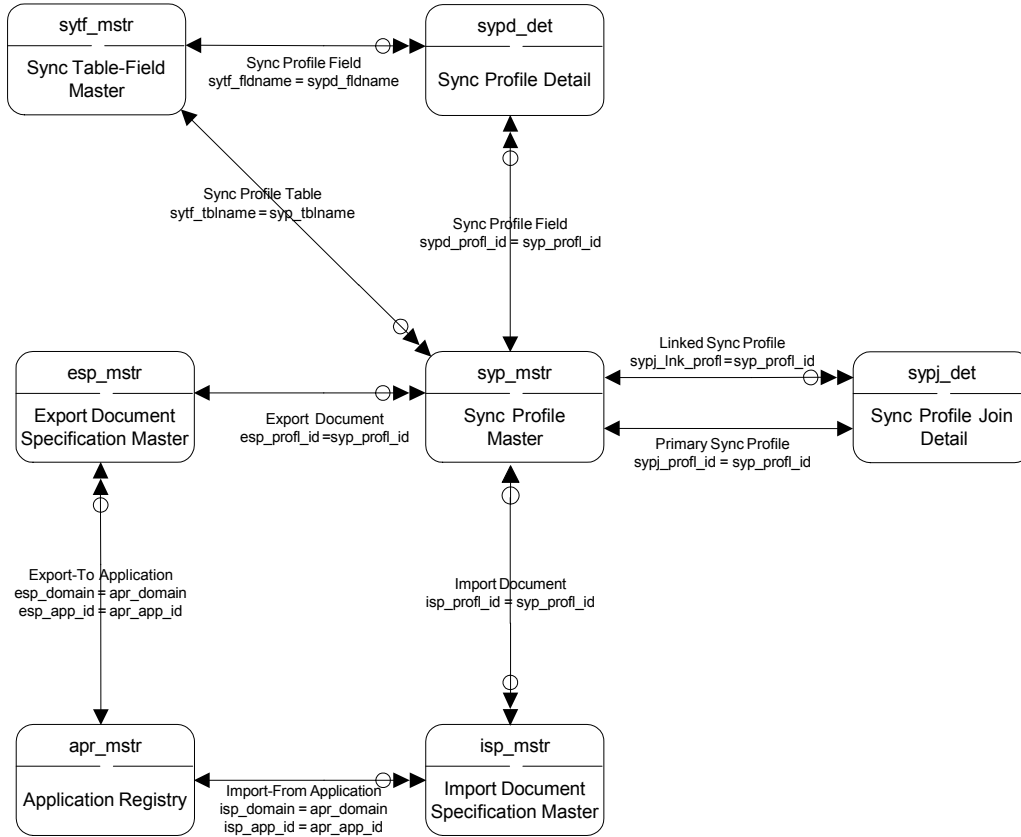 sytf_mstr
Sync Table-Field
Master
Sync Profile Field
sytf_fldname = sypd_fldname
sypd_det
Sync Profile Detail
Sync Profile Table
sytf_tblname = syp_tblname
Sync Profile Field
sypd_profl_id = syp_profl_id
esp_mstr
Export Document
Specification Master
Export Document
esp_profl_id =syp_profl_id
syp_mstr
Sync Profile
Master
Linked Sync Profile
sypj_lnk_profl=syp_profl_id
Primary Sync Profile
sypj_profl_id = syp_profl_id
sypj_det
Sync Profile Join
Detail
Export-To Application
esp_domain = apr_domain
esp_app_id = apr_app_id
Import Document
isp_profl_id = syp_profl_id
apr_mstr
Application Registry
Import-From Application
isp_domain = apr_domain
isp_app_id = apr_app_id
isp_mstr
Import Document
Specification Master